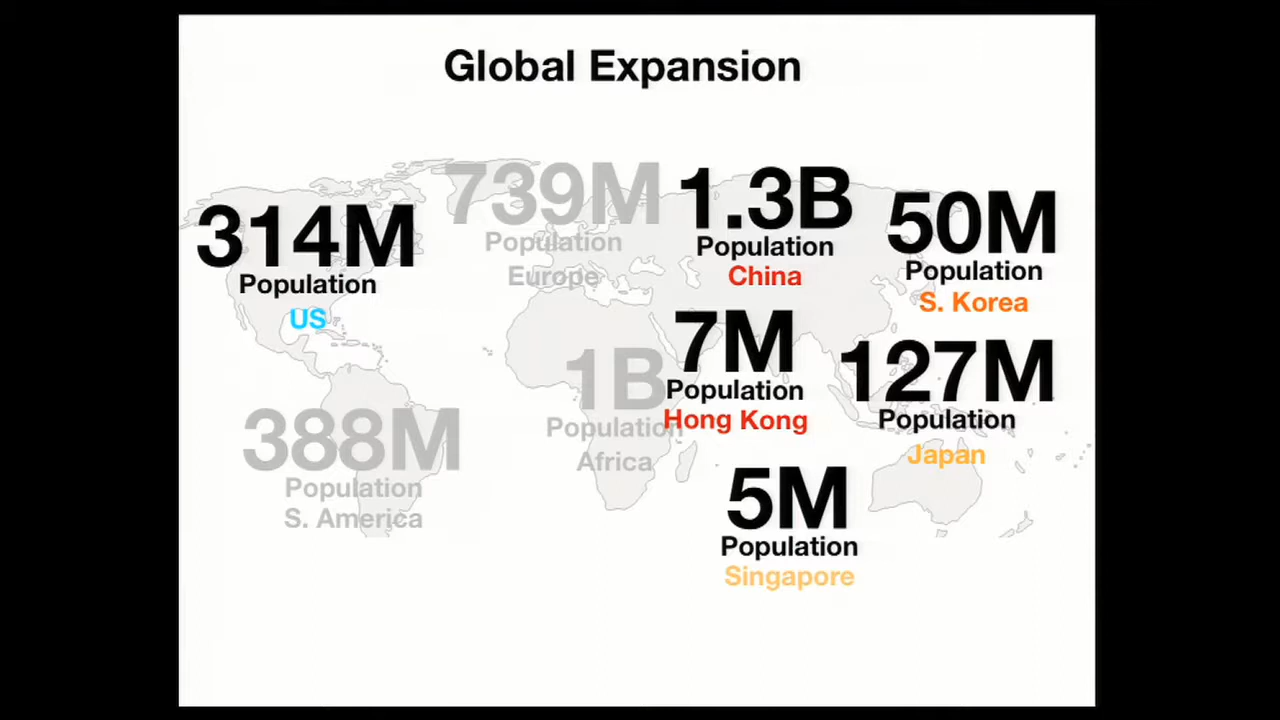 Global Expansion
314M
Population
US
739M
Population
Europe
1.3B
Population
China
50M
Population
S. Korea
7M
Population
Hong Kong
127M
Population
Japan
1B
Population
Africa
388M
Population
S. America
5M
Population
Singapore